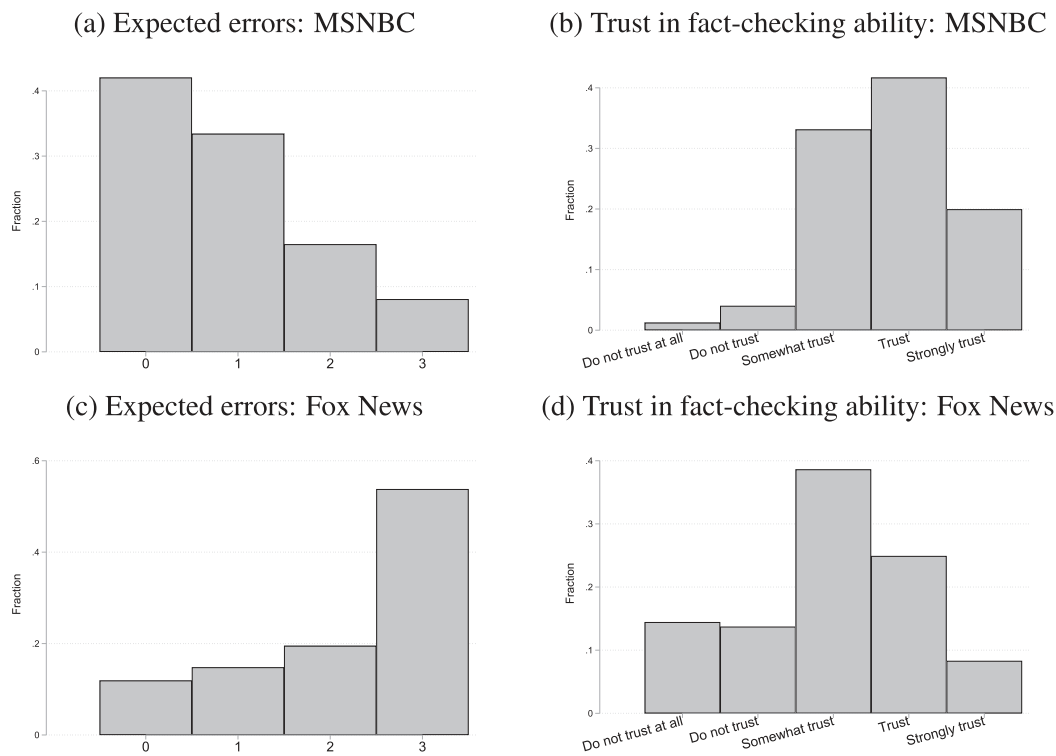 (a) Expected errors: MSNBC
(b) Trust in fact-checking ability: MSNBC
.4
.3
.2
.1
0
Fraction
0 1 2 3
.4
.3
.2
.1
0
Fraction
Do not trust at all Do not trust Somewhat trust Trust Strongly trust
(c) Expected errors: Fox News
(d) Trust in fact-checking ability: Fox News
.6
.4
.2
0
Fraction
0 1 2 3
.4
.3
.2
.1
0
Fraction
Do not trust at all Do not trust Somewhat trust Trust Strongly trust